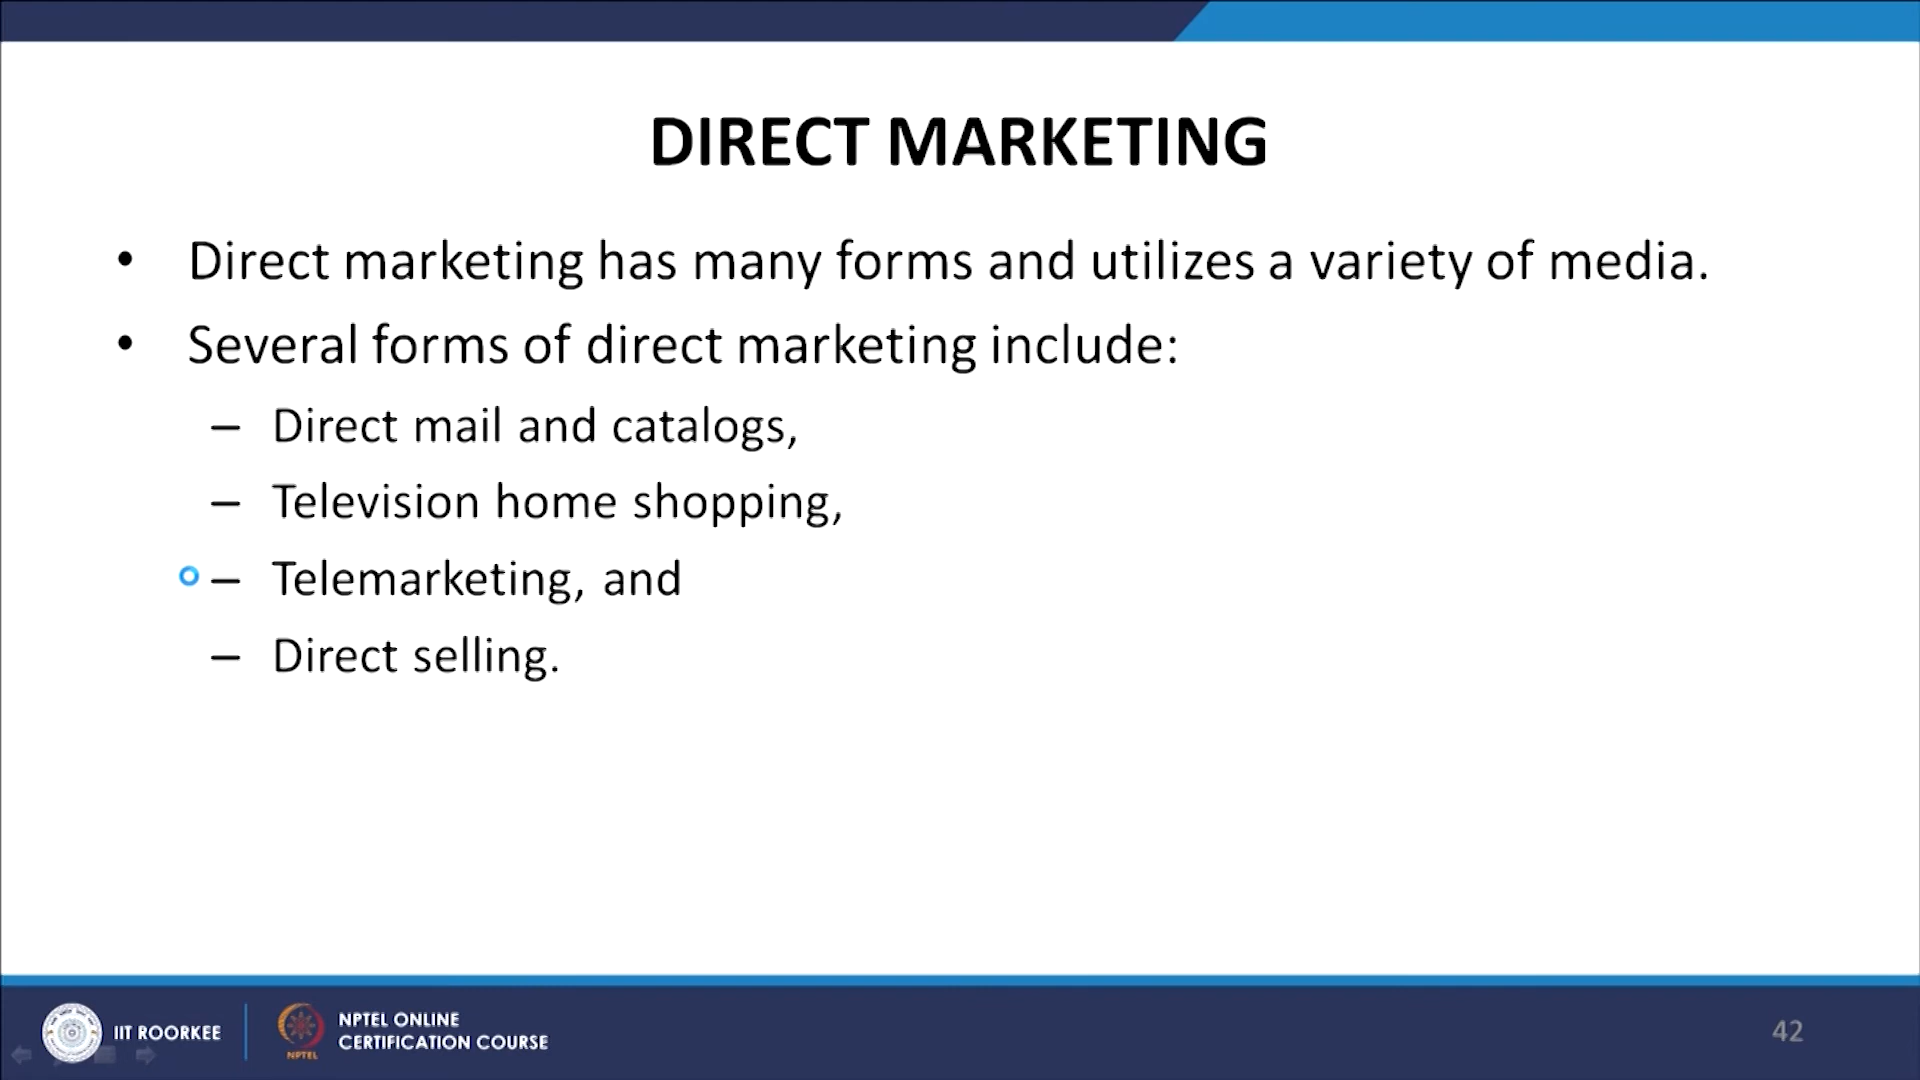 DIRECT MARKETING
• Direct marketing has many forms and utilizes a variety of media.
• Several forms of direct marketing include:
– Direct mail and catalogs,
– Television home shopping,
– Telemarketing, and
– Direct selling.
IIT ROORKEE
NPTEL
NPTEL ONLINE
CERTIFICATION COURSE
42